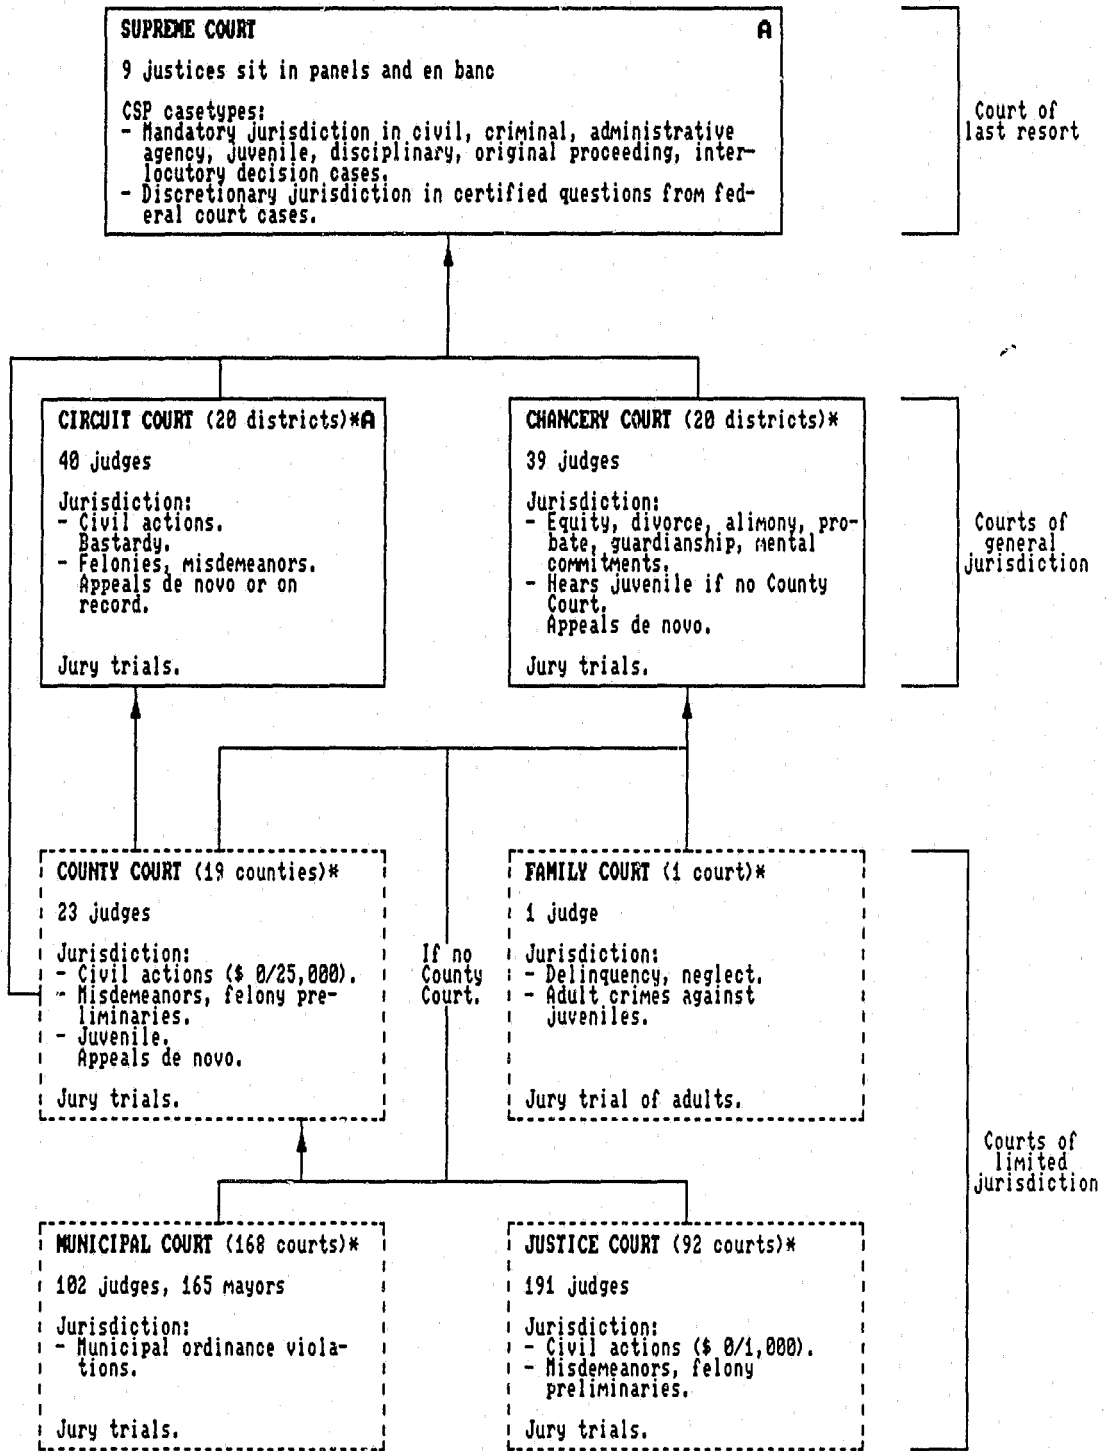 SUPREME COURT A
9 justices sit in panels and en banc
CSP casetypes:
- Mandatory jurisdiction in civil, criminal, administrative
agency, juvenile, disciplinary, original proceeding, inter-
locutory decision cases.
- Discretionary jurisdiction in certified questions from fed-
eral court cases.
Court of
last resort
CIRCUIT COURT (20 districts)*A
40 judges
Jurisdiction:
- Civil actions.
Bastardy.
- Felonies, misdemeanors.
Appeals de novo or on
record.
Jury trials.
CHANCERY COURT (20 districts)*
39 judges
Jurisdiction:
- Equity, divorce, alimony, pro-
bate, guardianship, mental
commitments.
- Hears juvenile if no County
Court.
Appeals de novo.
Jury trials.
Courts of
general
jurisdiction
COUNTY COURT (19 counties)*
23 judges
Jurisdiction:
- Civil actions ($ 0/25,000).
- Misdemeanors, felony pre-
liminaries.
- Juvenile.
Appeals de novo.
Jury trials.
If no
County
Court.
FAMILY COURT (1 court)*
1 judge
Jurisdiction:
- Delinquency, neglect.
- Adult crimes against
juveniles.
Jury trial of adults.
Courts of
limited
jurisdiction
MUNICIPAL COURT (168 courts)*
102 judges, 165 mayors
Jurisdiction:
- Municipal ordinance viola-
tions.
Jury trials.
JUSTICE COURT (92 courts)*
191 judges
Jurisdiction:
- Civil actions ($ 0/1,000).
- Misdemeanors, felony
preliminaries.
Jury trials.